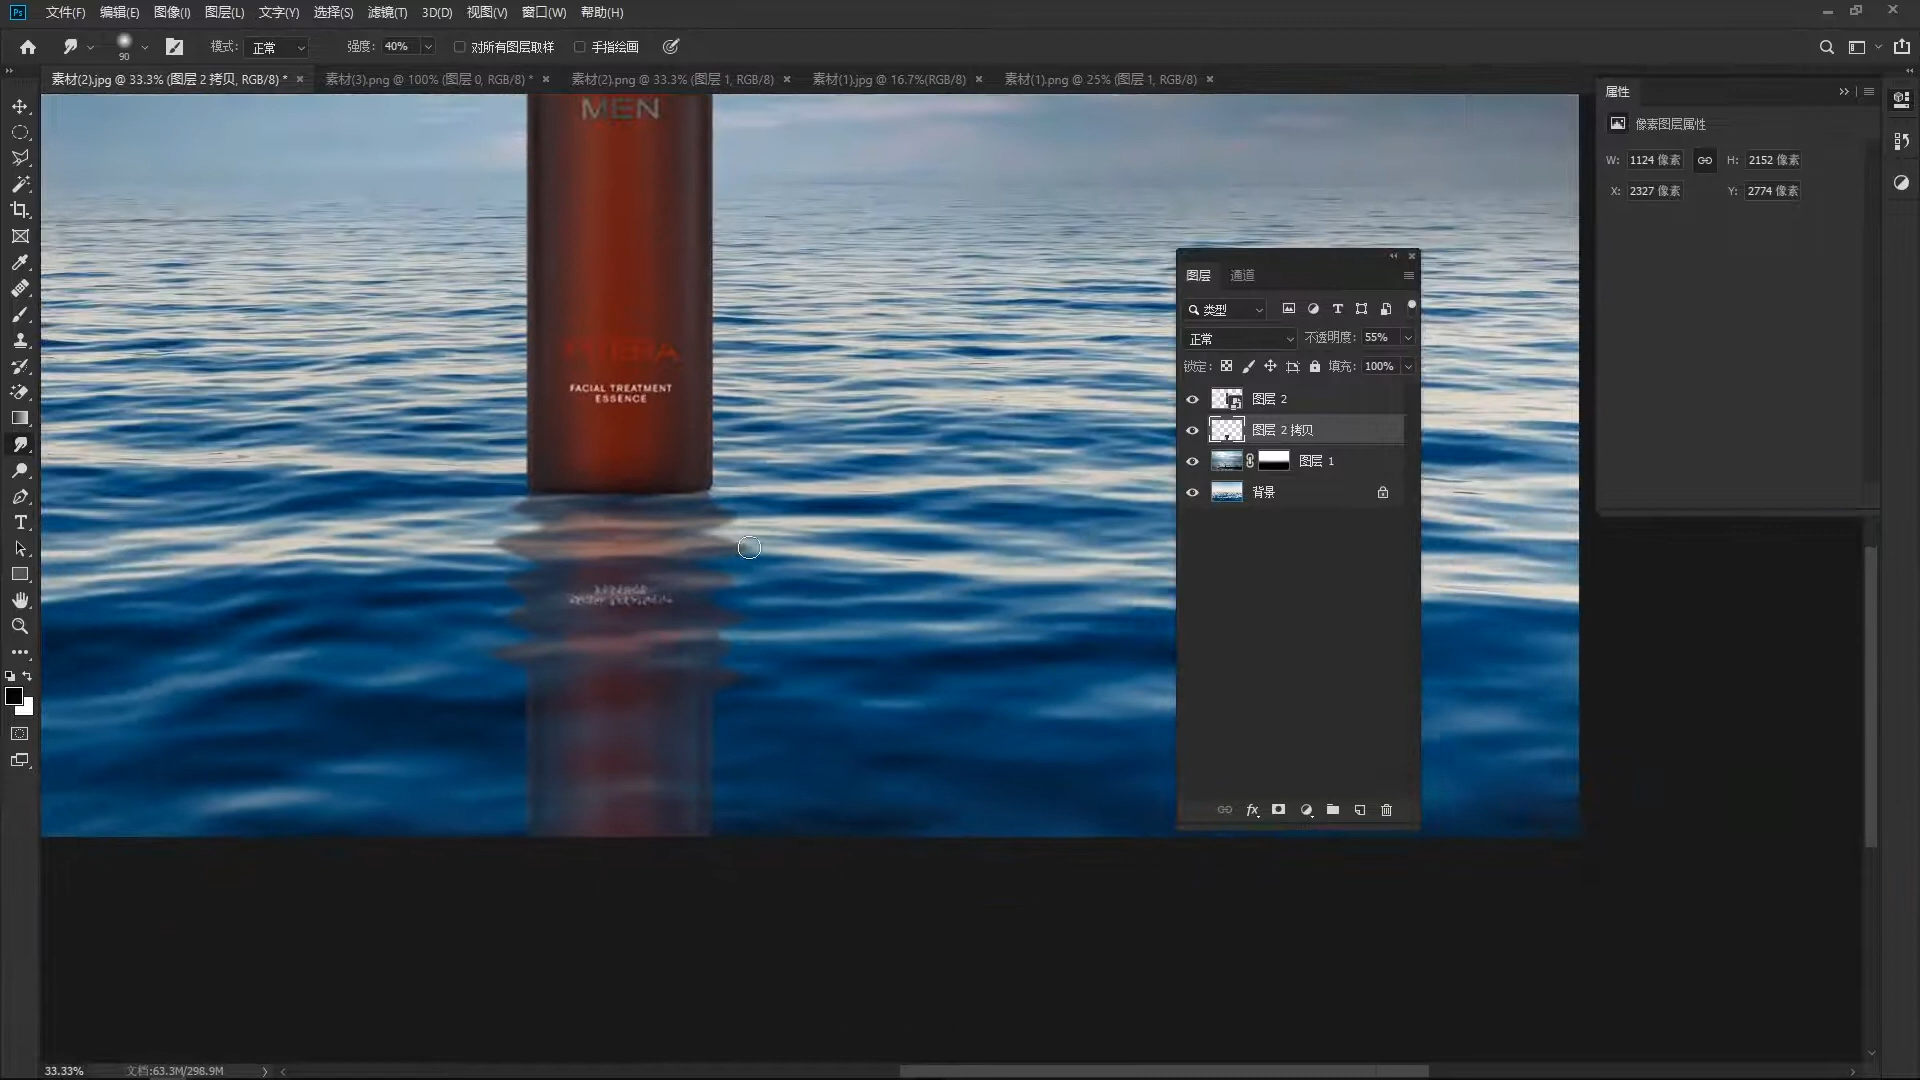 Ps 文件(F) 编辑(E) 图像(I) 图层(L) 文字(Y) 选择(S) 滤镜(T) 3D(D) 视图(V) 窗口(W) 帮助(H)
90 模式: 正常 强度: 40% 对所有图层取样 手指绘画
素材(2).jpg @ 33.3% (图层 2 拷贝, RGB/8) * × 素材(3).png @ 100% (图层 0, RGB/8) * × 素材(2).png @ 33.3% (图层 1, RGB/8) × 素材(1).jpg @ 16.7%(RGB/8) × 素材(1).png @ 25% (图层 1, RGB/8) ×
属性
像素图层属性
W: 1124 像素 H: 2152 像素
X: 2327 像素 Y: 2774 像素
MEN
FACIAL TREATMENT
ESSENCE
图层 通道
类型
正常 不透明度: 55%
锁定: 填充: 100%
图层 2
图层 2 拷贝
图层 1
背景
fx
33.33% 文档:63.3M/298.9M